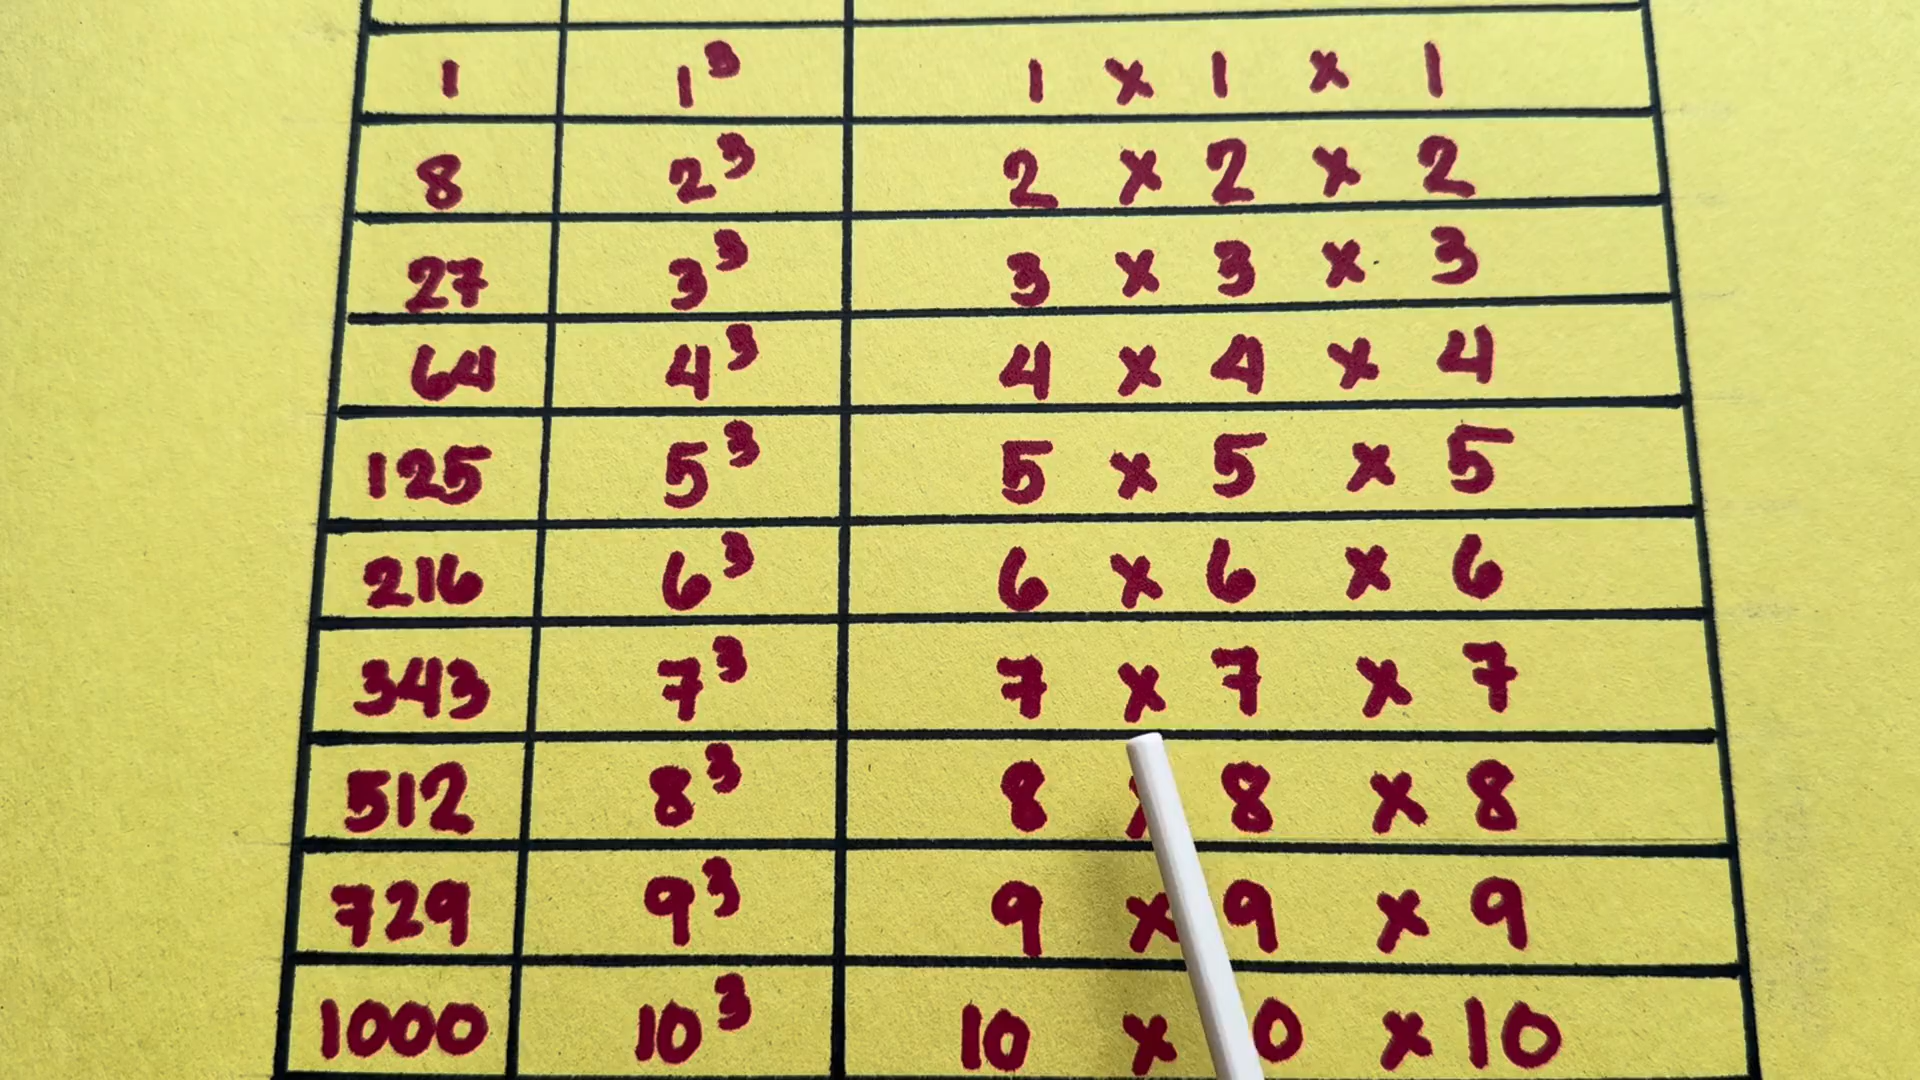 1 1³ 1 x 1 x 1
8 2³ 2 x 2 x 2
27 3³ 3 x 3 x 3
64 4³ 4 x 4 x 4
125 5³ 5 x 5 x 5
216 6³ 6 x 6 x 6
343 7³ 7 x 7 x 7
512 8³ 8 x 8 x 8
729 9³ 9 x 9 x 9
1000 10³ 10 x 0 x 10